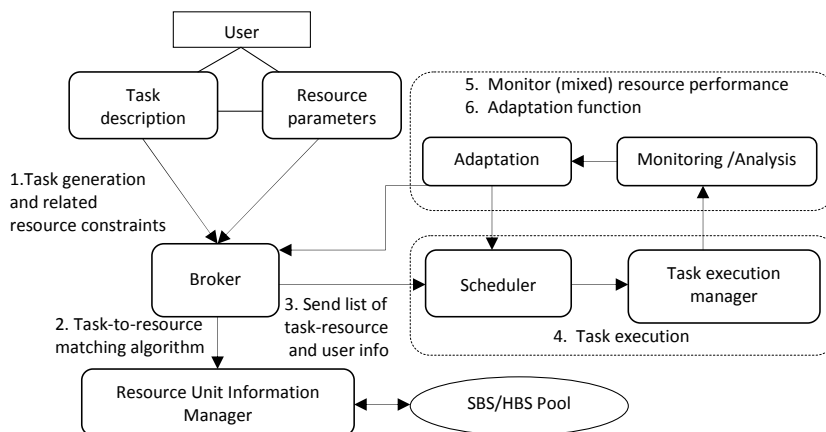 User
Task
description
Resource
parameters
5. Monitor (mixed) resource performance
6. Adaptation function
Adaptation
Monitoring /Analysis
1.Task generation
and related
resource constraints
Broker
Scheduler
Task execution
manager
2. Task-to-resource
matching algorithm
3. Send list of
task-resource
and user info
4. Task execution
Resource Unit Information
Manager
SBS/HBS Pool